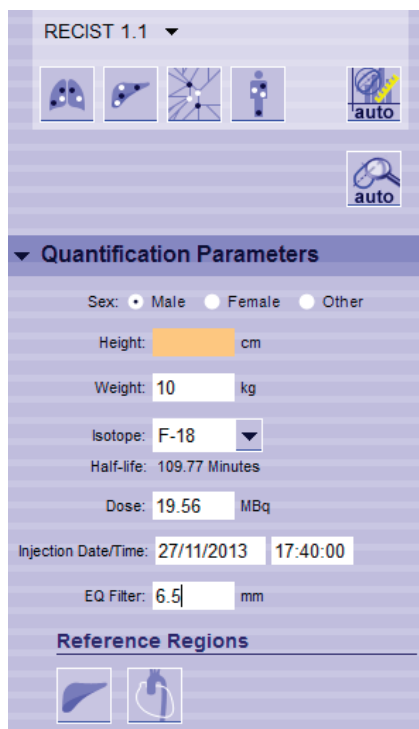 RECIST 1.1
auto
auto
Quantification Parameters
Sex: Male Female Other
Height: cm
Weight: 10 kg
Isotope: F-18
Half-life: 109.77 Minutes
Dose: 19.56 MBq
Injection Date/Time: 27/11/2013 17:40:00
EQ Filter: 6.5 mm
Reference Regions